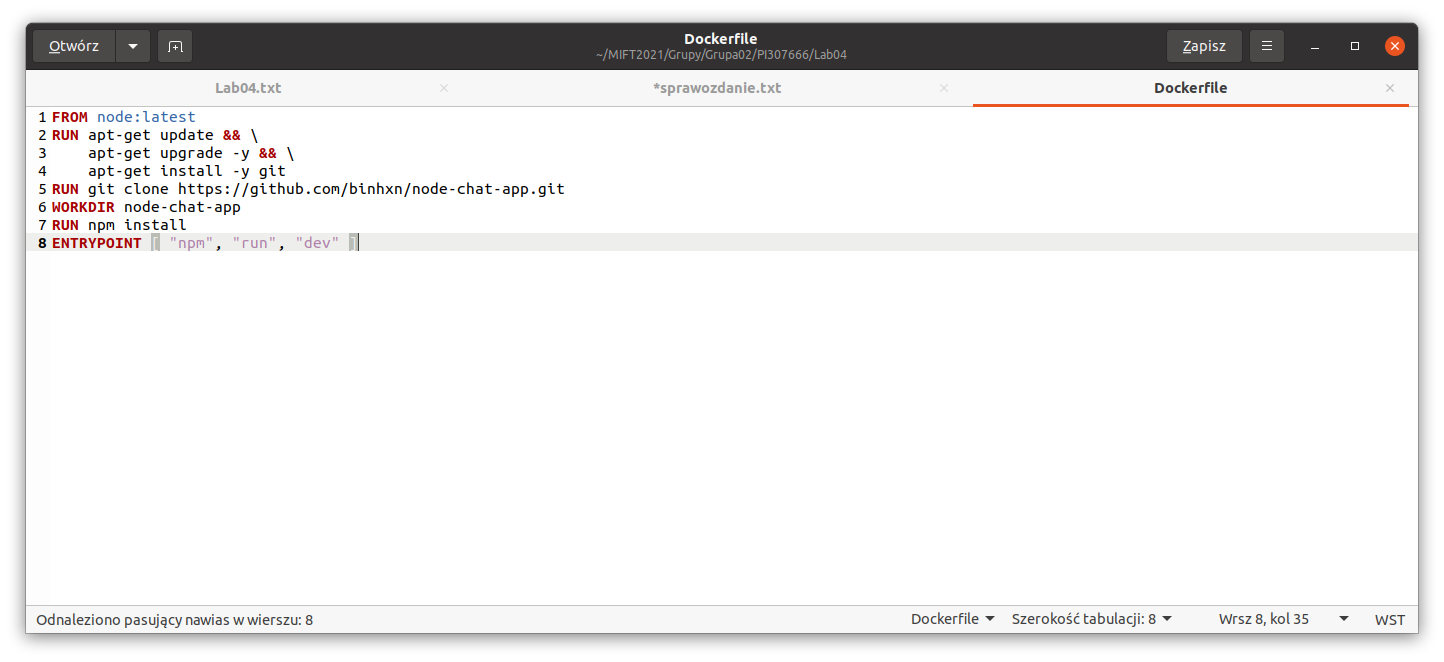 Otwórz
Dockerfile
~/MIFT2021/Grupy/Grupa02/PI307666/Lab04
Zapisz
Lab04.txt
*sprawozdanie.txt
Dockerfile
1 FROM node:latest
2 RUN apt-get update && \
3     apt-get upgrade -y && \
4     apt-get install -y git
5 RUN git clone https://github.com/binhxn/node-chat-app.git
6 WORKDIR node-chat-app
7 RUN npm install
8 ENTRYPOINT [ "npm", "run", "dev" ]
Odnaleziono pasujący nawias w wierszu: 8
Dockerfile
Szerokość tabulacji: 8
Wrsz 8, kol 35
WST